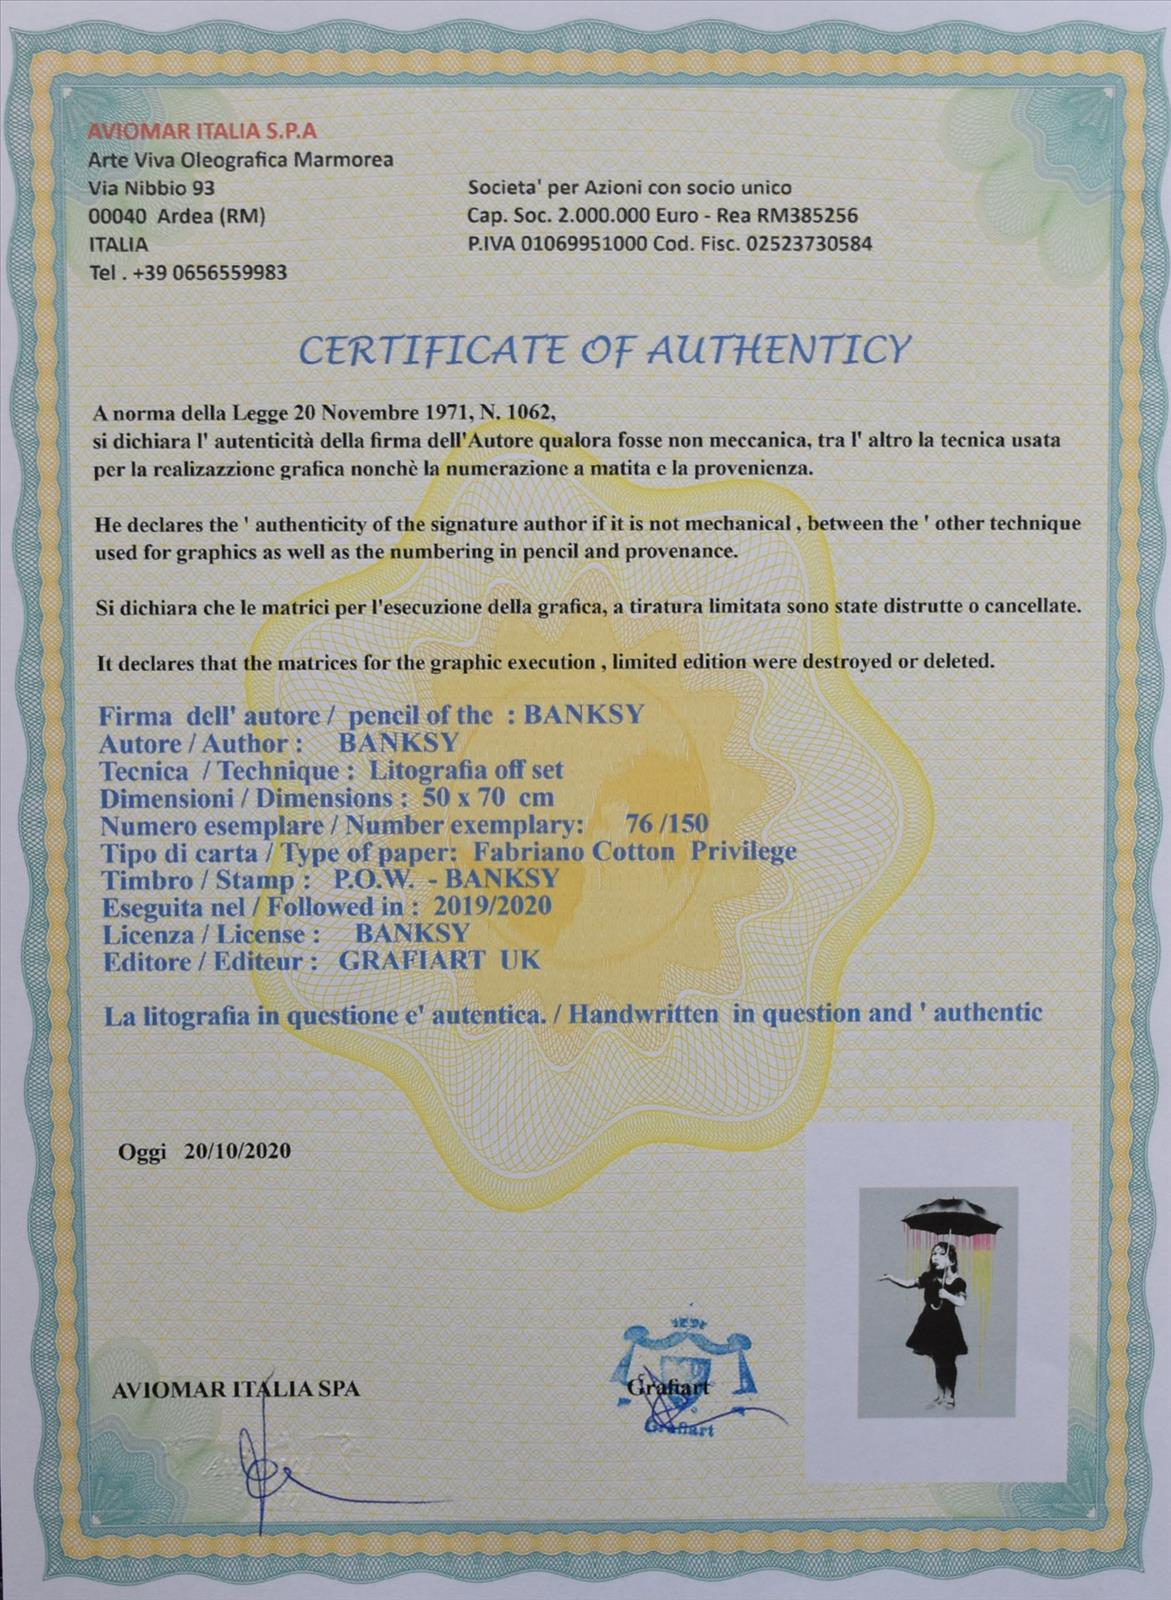 AVIOMAR ITALIA S.P.A
Arte Viva Oleografica Marmorea
Via Nibbio 93
00040 Ardea (RM)
ITALIA
Tel . +39 0656559983
Societa' per Azioni con socio unico
Cap. Soc. 2.000.000 Euro - Rea RM385256
P.IVA 01069951000 Cod. Fisc. 02523730584
CERTIFICATE OF AUTHENTICY
A norma della Legge 20 Novembre 1971, N. 1062,
si dichiara l' autenticità della firma dell'Autore qualora fosse non meccanica, tra l' altro la tecnica usata
per la realizazzione grafica nonchè la numerazione a matita e la provenienza.
He declares the ' authenticity of the signature author if it is not mechanical , between the ' other technique
used for graphics as well as the numbering in pencil and provenance.
Si dichiara che le matrici per l'esecuzione della grafica, a tiratura limitata sono state distrutte o cancellate.
It declares that the matrices for the graphic execution , limited edition were destroyed or deleted.
Firma dell' autore / pencil of the : BANKSY
Autore / Author : BANKSY
Tecnica / Technique : Litografia off set
Dimensioni / Dimensions : 50 x 70 cm
Numero esemplare / Number exemplary: 76 /150
Tipo di carta / Type of paper: Fabriano Cotton Privilege
Timbro / Stamp : P.O.W. - BANKSY
Eseguita nel / Followed in : 2019/2020
Licenza / License : BANKSY
Editore / Editeur : GRAFIART UK
La litografia in questione e' autentica. / Handwritten in question and ' authentic
Oggi 20/10/2020
AVIOMAR ITALIA SPA
Grafiart
Grafiart